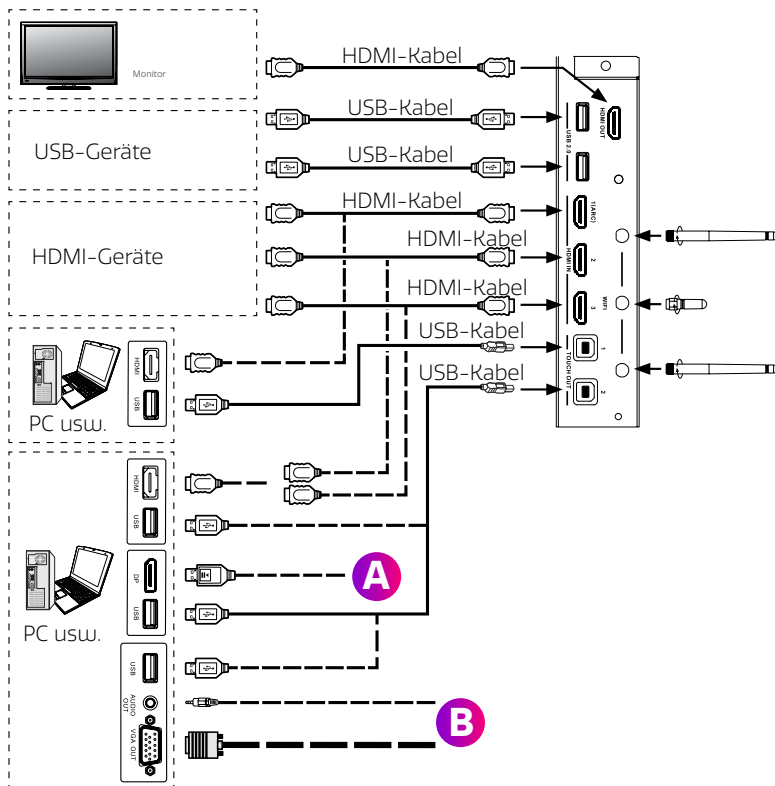 Monitor
HDMI-Kabel
HDMI OUT
USB-Kabel
USB 2.0
USB-Geräte
USB-Kabel
HDMI-Kabel
1(ARC)
HDMI-Geräte
HDMI-Kabel
2
HDMI IN
HDMI-Kabel
3
WIFI
USB-Kabel
1
TOUCH OUT
USB-Kabel
2
HDMI
USB
PC usw.
HDMI
USB
DP
USB
A
PC usw.
USB
AUDIO OUT
B
VGA OUT